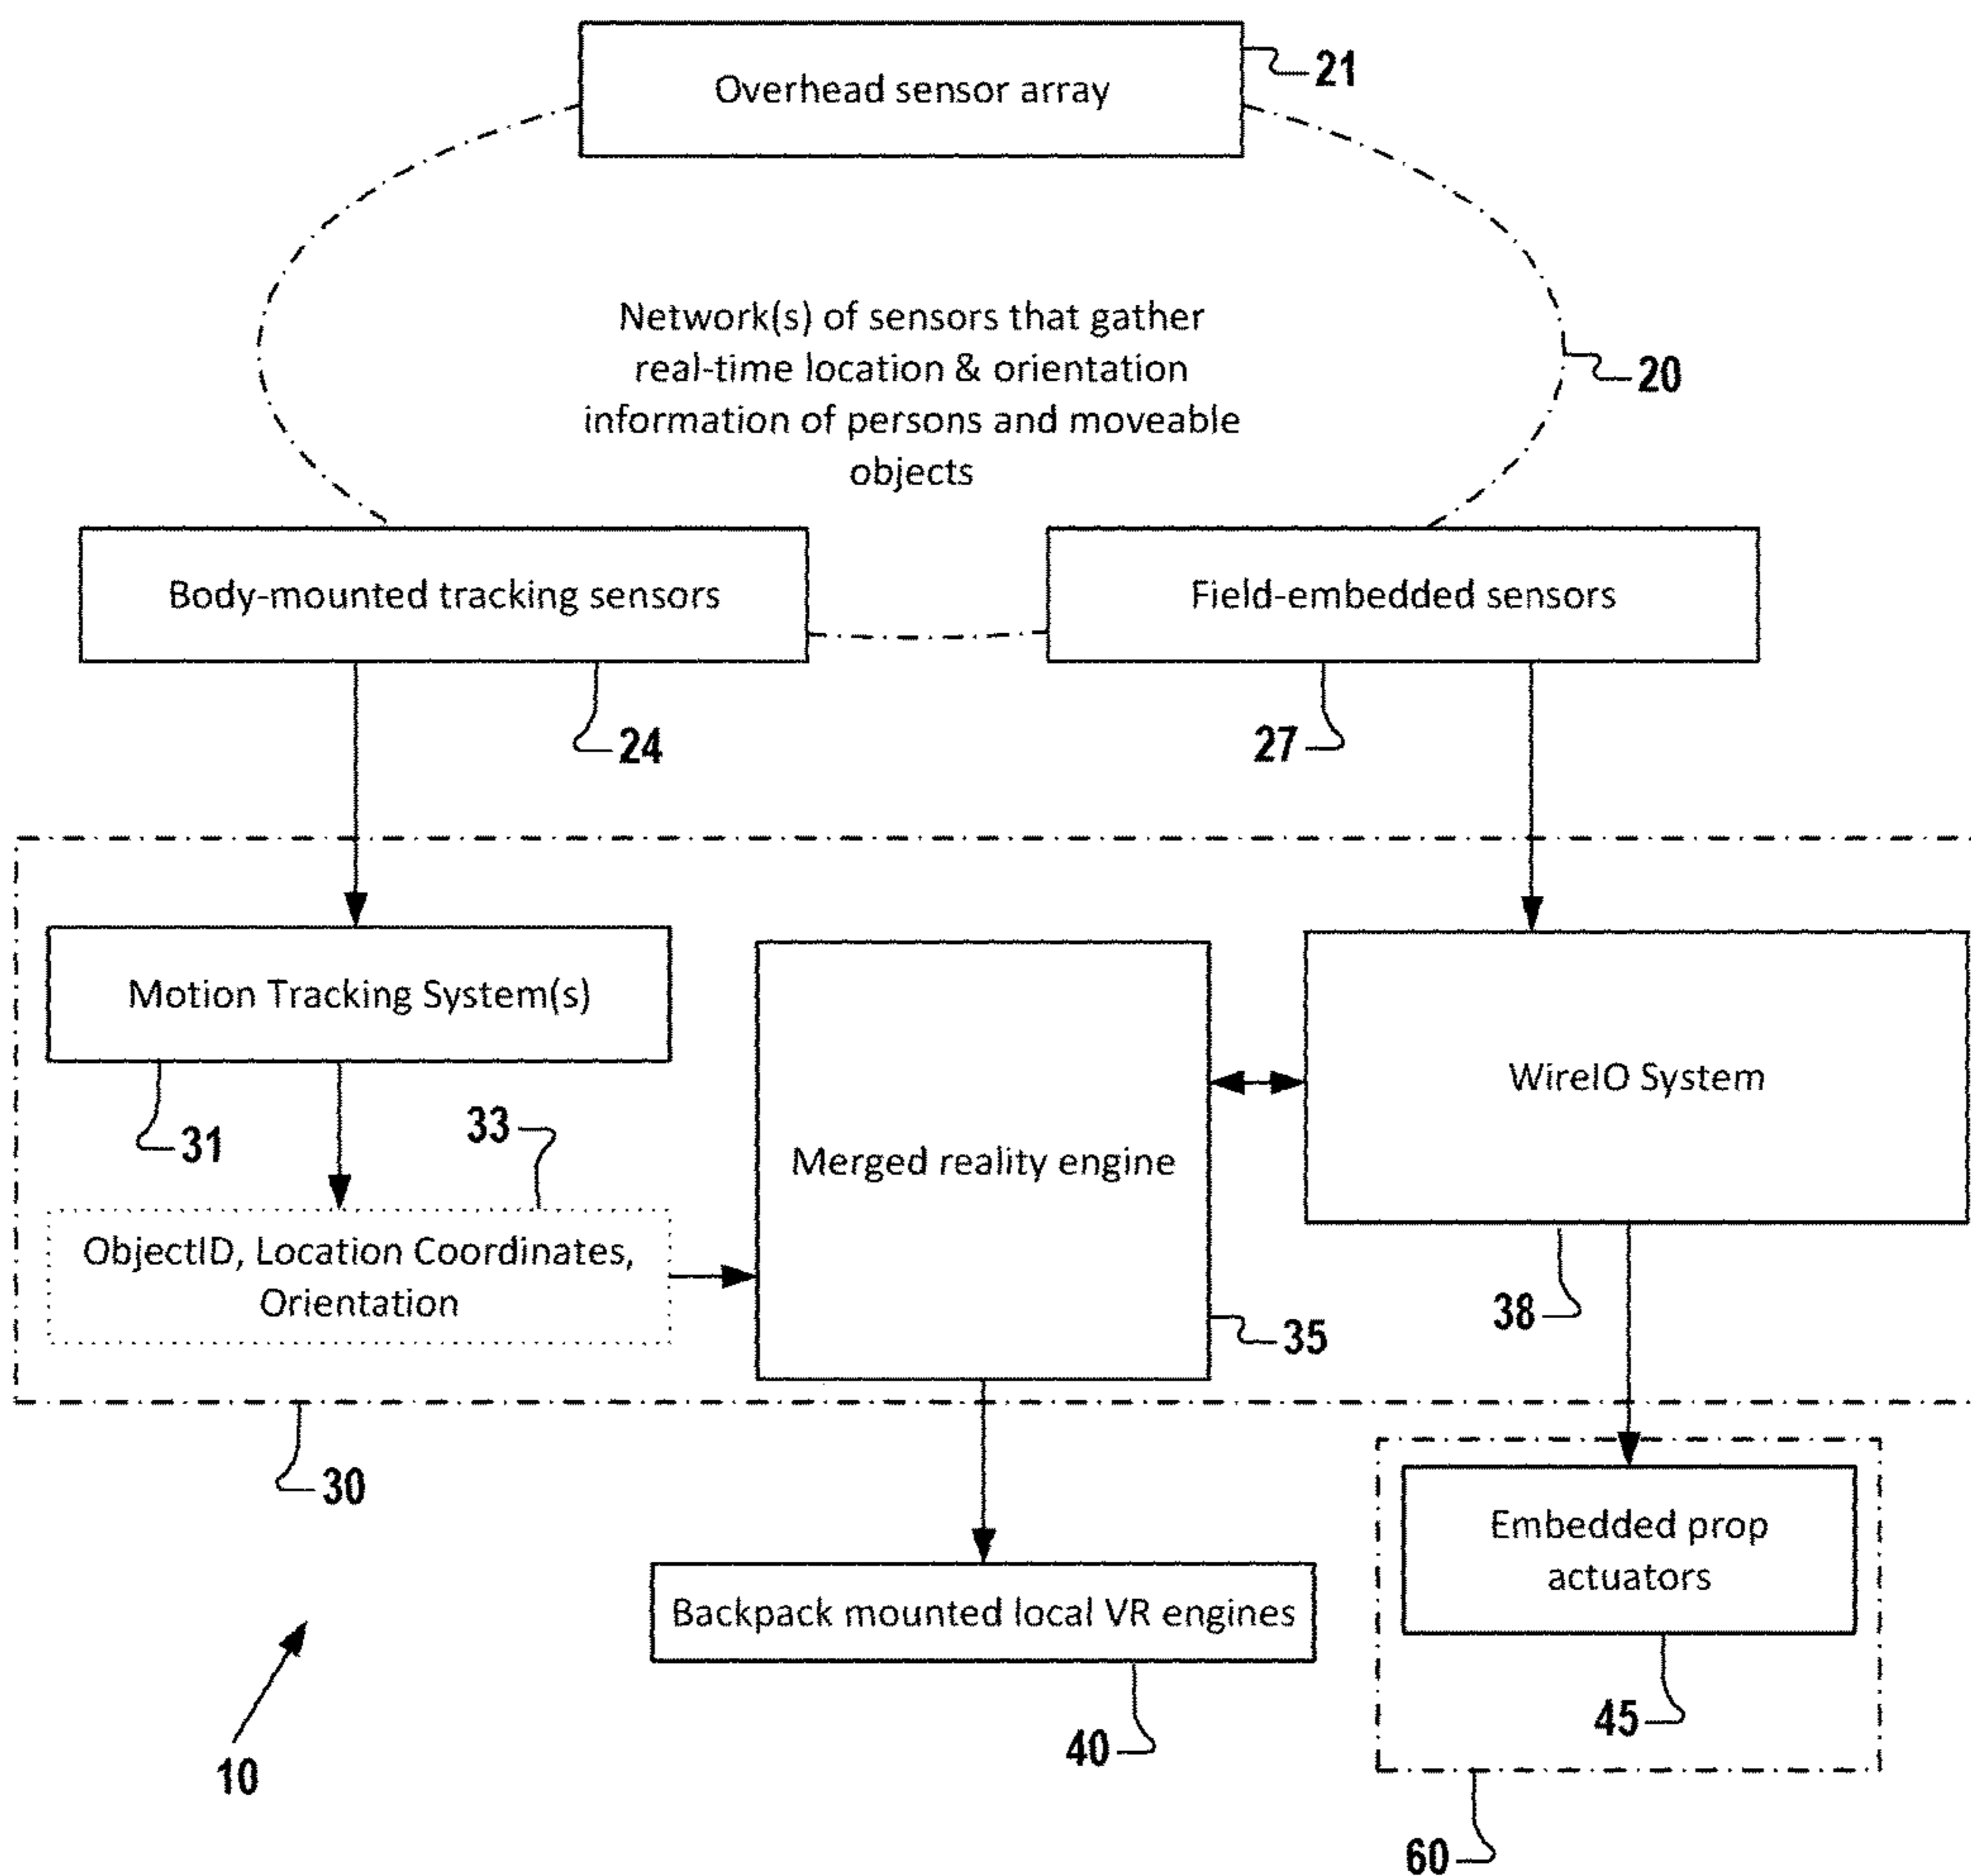 Overhead sensor array
21
Network(s) of sensors that gather
real-time location & orientation
information of persons and moveable
objects
20
Body-mounted tracking sensors
Field-embedded sensors
24
27
Motion Tracking System(s)
31
33
ObjectID, Location Coordinates,
Orientation
Merged reality engine
35
WireIO System
38
30
Embedded prop
actuators
45
Backpack mounted local VR engines
40
10
60